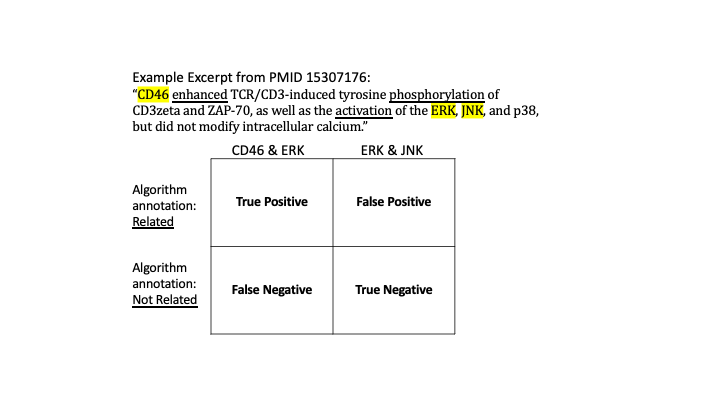 Example Excerpt from PMID 15307176:
“CD46 enhanced TCR/CD3-induced tyrosine phosphorylation of
CD3zeta and ZAP-70, as well as the activation of the ERK, JNK, and p38,
but did not modify intracellular calcium.”
CD46 & ERK
ERK & JNK
Algorithm
annotation:
Related
True Positive
False Positive
Algorithm
annotation:
Not Related
False Negative
True Negative